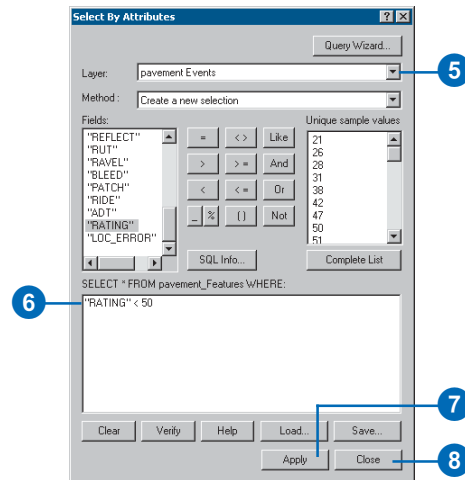 Select By Attributes
Query Wizard...
Layer: pavement Events
5
Method : Create a new selection
Fields: Unique sample values
"REFLECT"
"RUT"
"RAVEL"
"BLEED"
"PATCH"
"RIDE"
"ADT"
"RATING"
"LOC_ERROR"
= < > Like
> > = And
< < = Or
_ % ( ) Not
21
26
28
31
38
42
47
50
51
SQL Info... Complete List
SELECT * FROM pavement_Features WHERE:
6
"RATING" < 50
7
Clear Verify Help Load... Save...
Apply Close
8